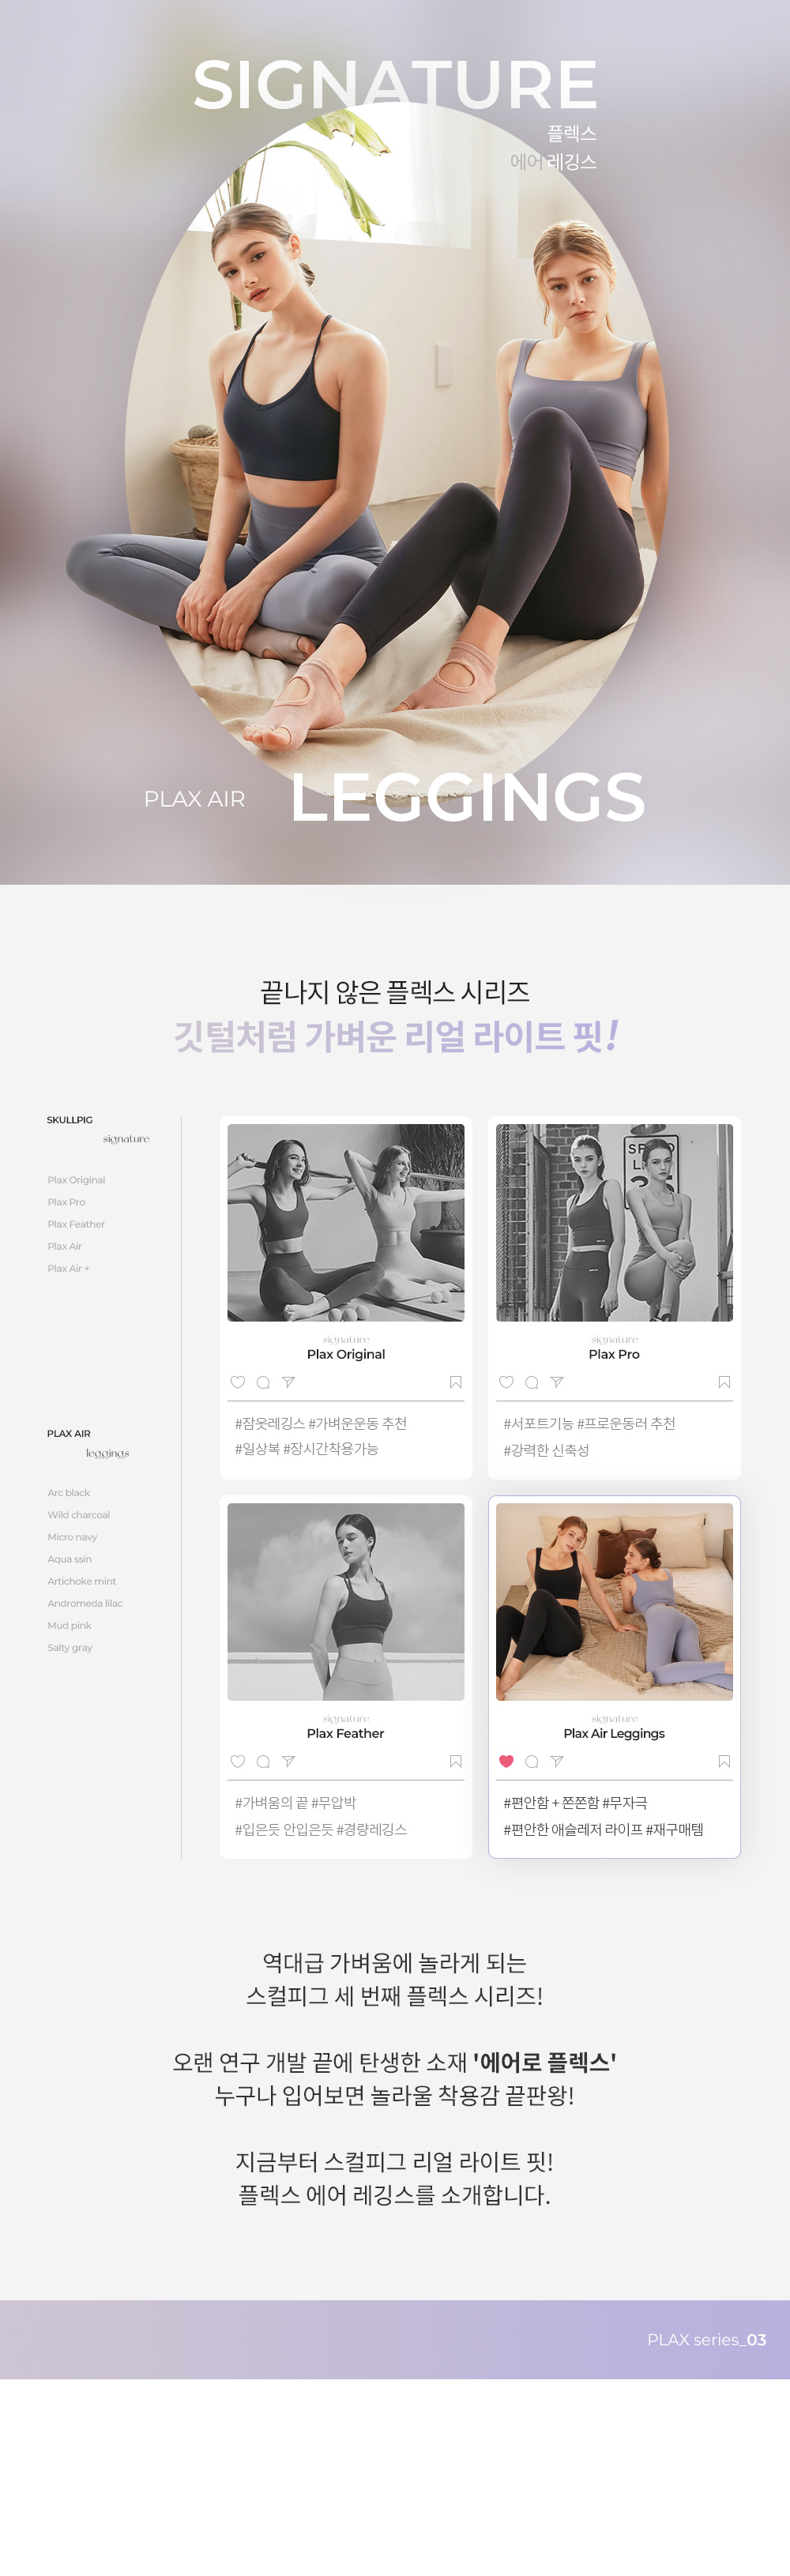 SIGNATURE
플렉스
에어 레깅스
PLAX AIR
LEGGINGS
끝나지 않은 플렉스 시리즈
깃털처럼 가벼운 리얼 라이트 핏!
SKULLPIG
signature
Plax Original
Plax Pro
Plax Feather
Plax Air
Plax Air +
PLAX AIR
leggings
Arc black
Wild charcoal
Micro navy
Aqua ssin
Artichoke mint
Andromeda lilac
Mud pink
Salty gray
signature
Plax Original
#잠옷레깅스 #가벼운운동 추천
#일상복 #장시간착용가능
signature
Plax Pro
#서포트기능 #프로운동러 추천
#강력한 신축성
signature
Plax Feather
#가벼움의 끝 #무압박
#입은듯 안입은듯 #경량레깅스
signature
Plax Air Leggings
#편안함 + 쫀쫀함 #무자극
#편안한 애슬레저 라이프 #재구매템
역대급 가벼움에 놀라게 되는
스컬피그 세 번째 플렉스 시리즈!
오랜 연구 개발 끝에 탄생한 소재 '에어로 플렉스'
누구나 입어보면 놀라울 착용감 끝판왕!
지금부터 스컬피그 리얼 라이트 핏!
플렉스 에어 레깅스를 소개합니다.
PLAX series_03